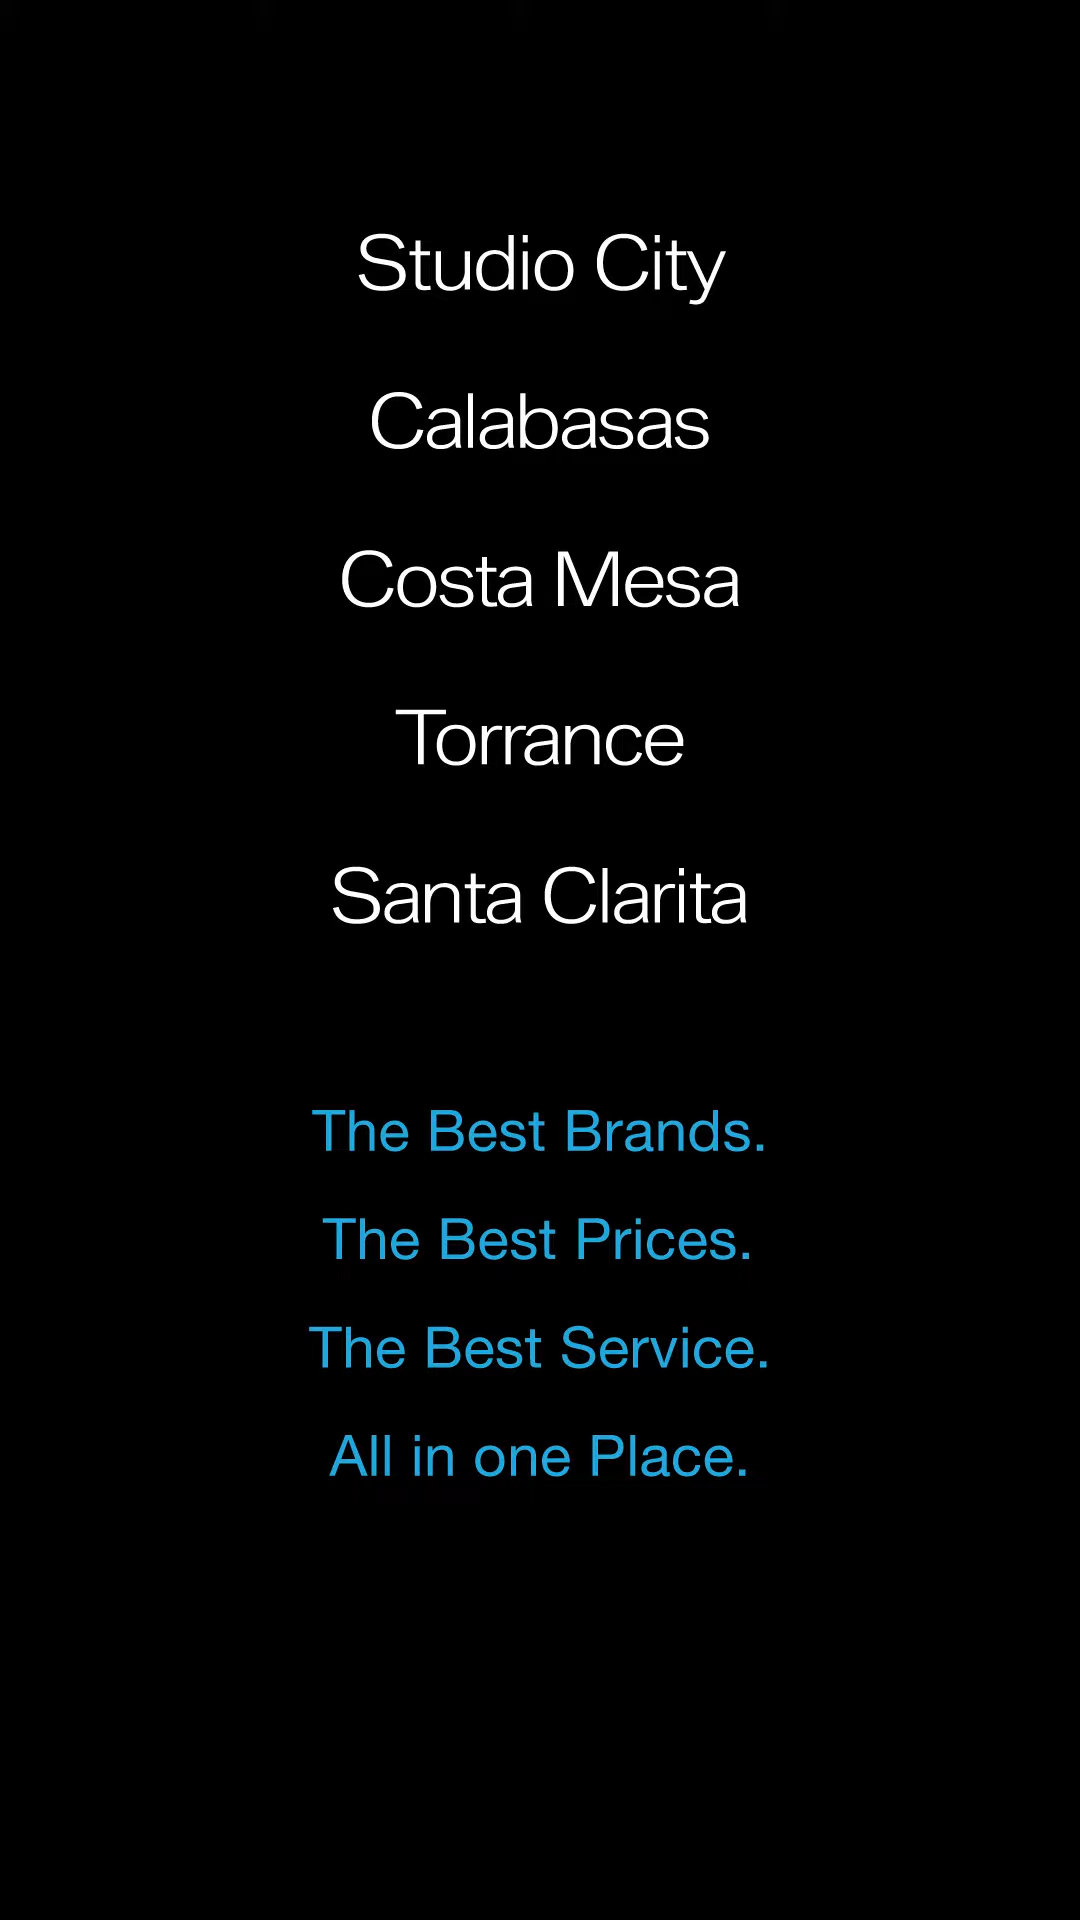 Studio City
Calabasas
Costa Mesa
Torrance
Santa Clarita
The Best Brands.
The Best Prices.
The Best Service.
All in one Place.